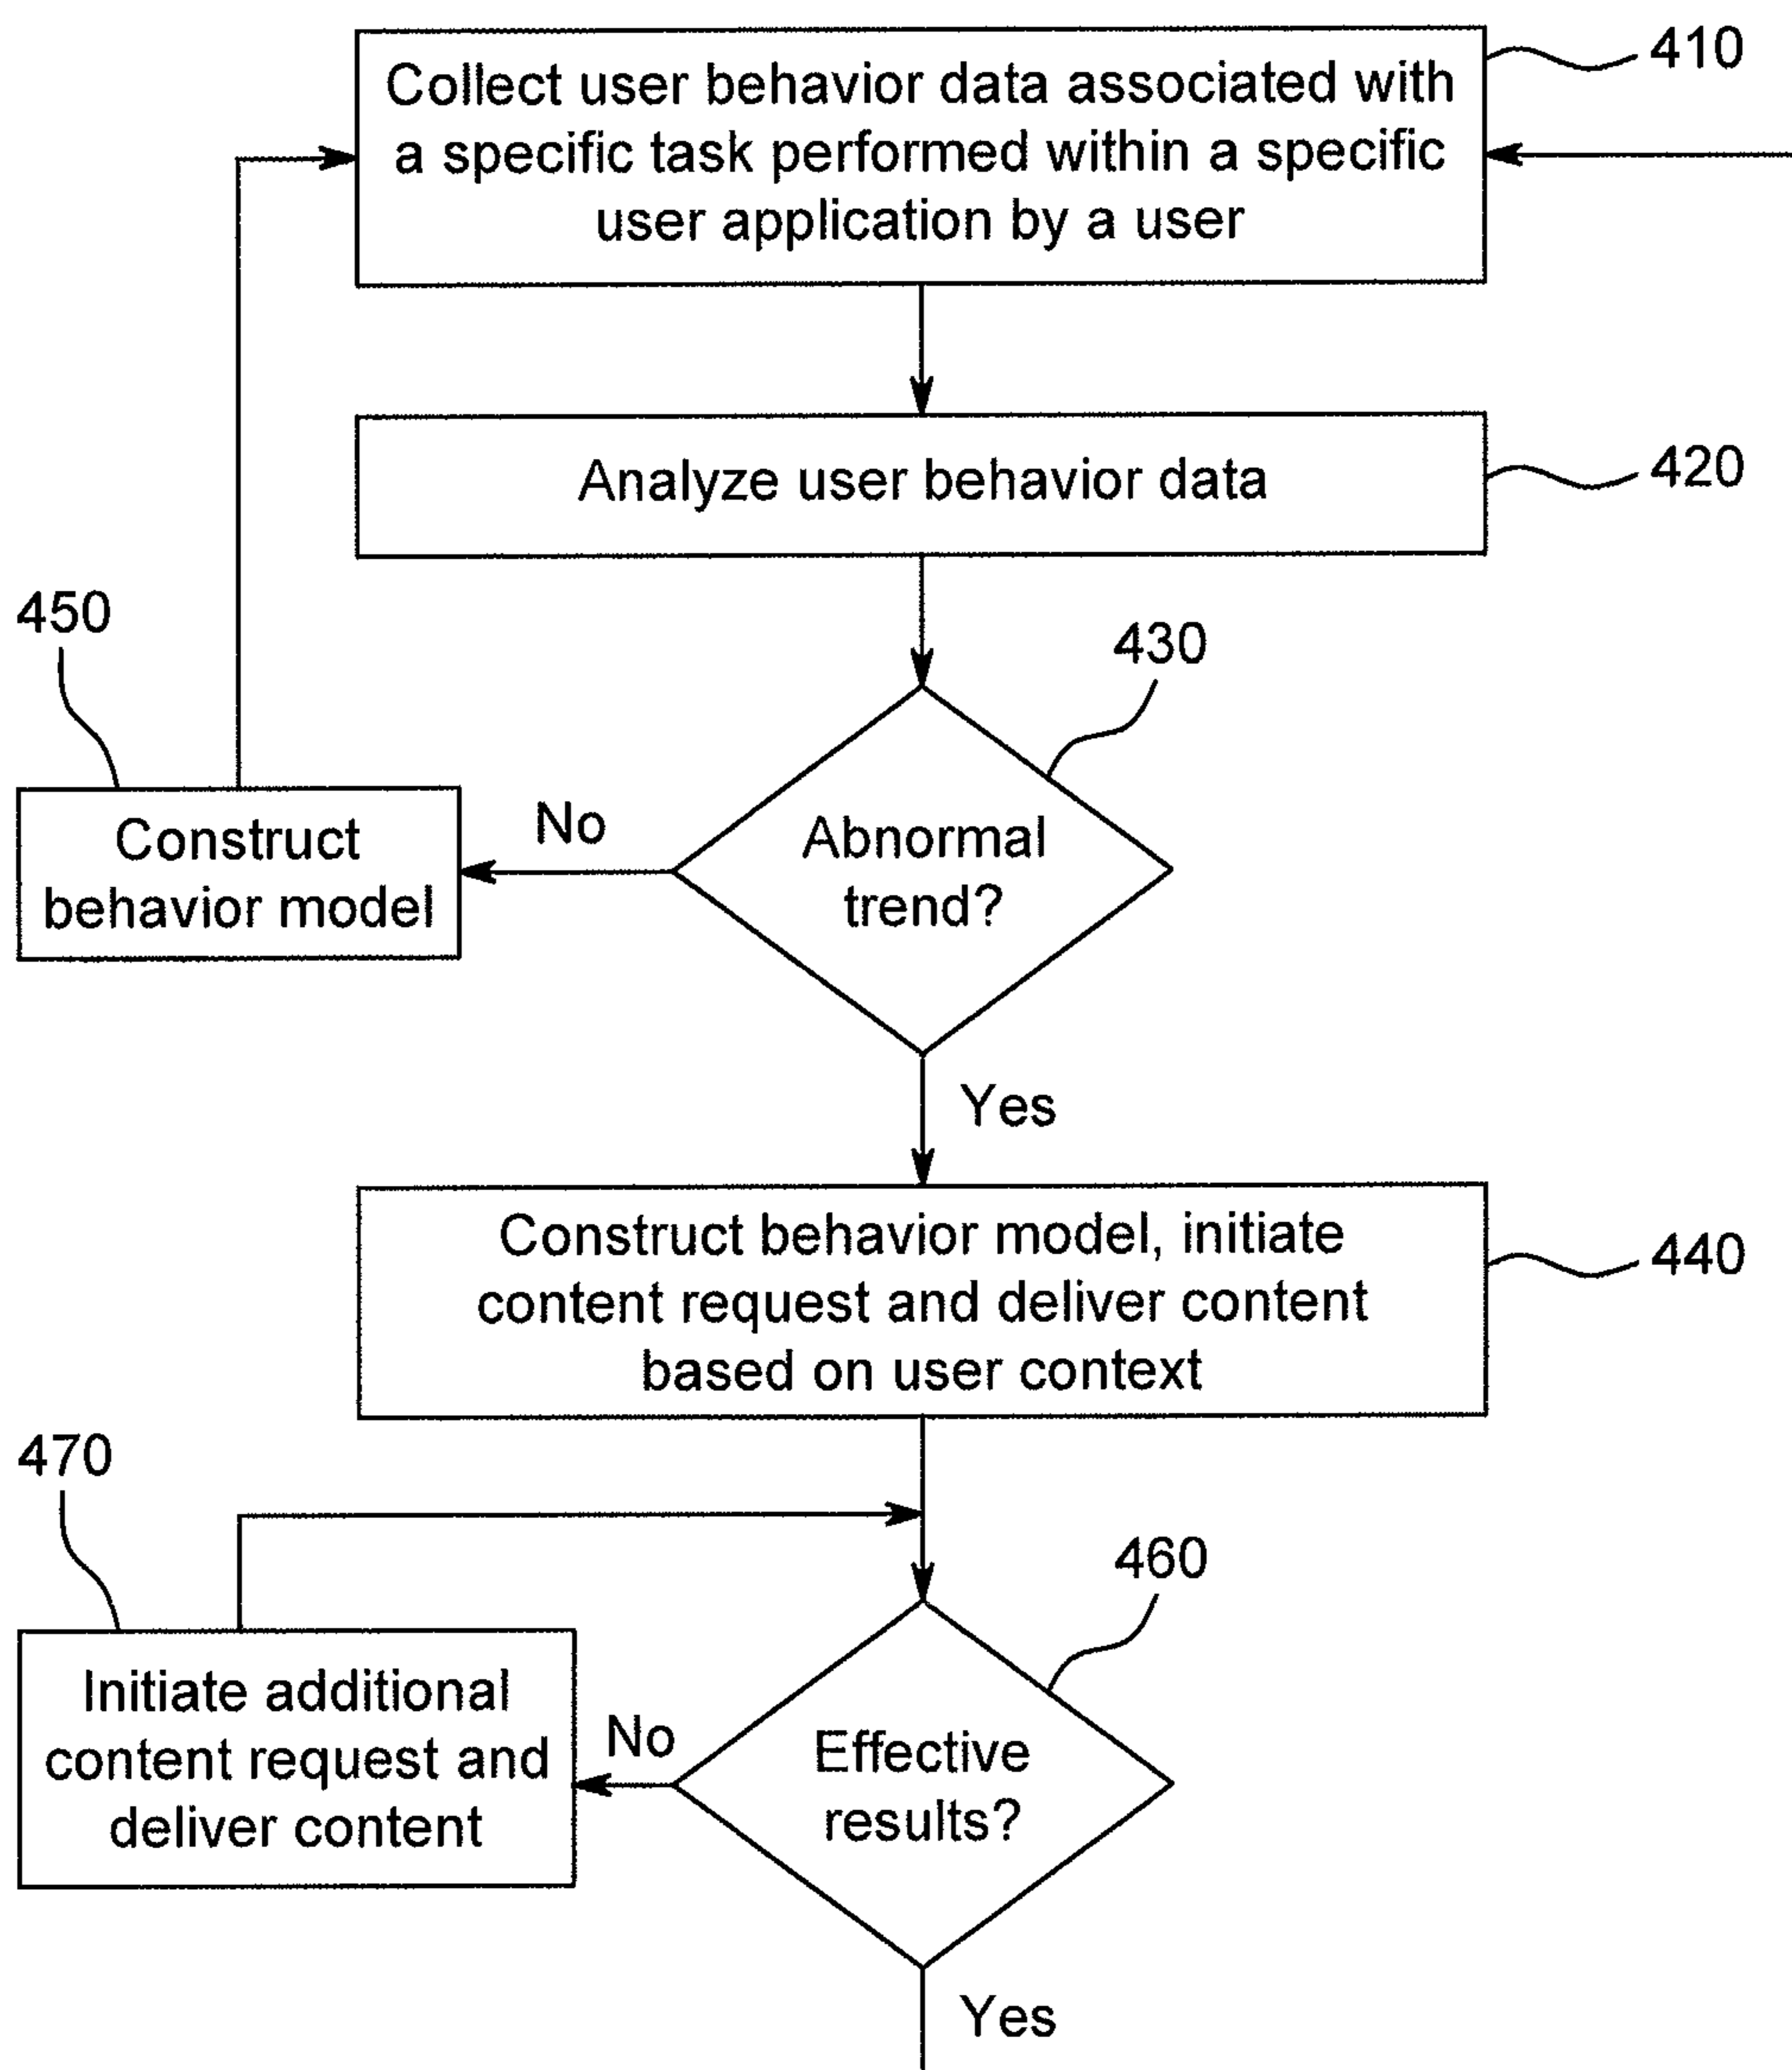 410
Collect user behavior data associated with
a specific task performed within a specific
user application by a user
Analyze user behavior data
420
450
430
Construct
behavior model
No
Abnormal
trend?
Yes
Construct behavior model, initiate
content request and deliver content
based on user context
440
470
460
Initiate additional
content request and
deliver content
No
Effective
results?
Yes